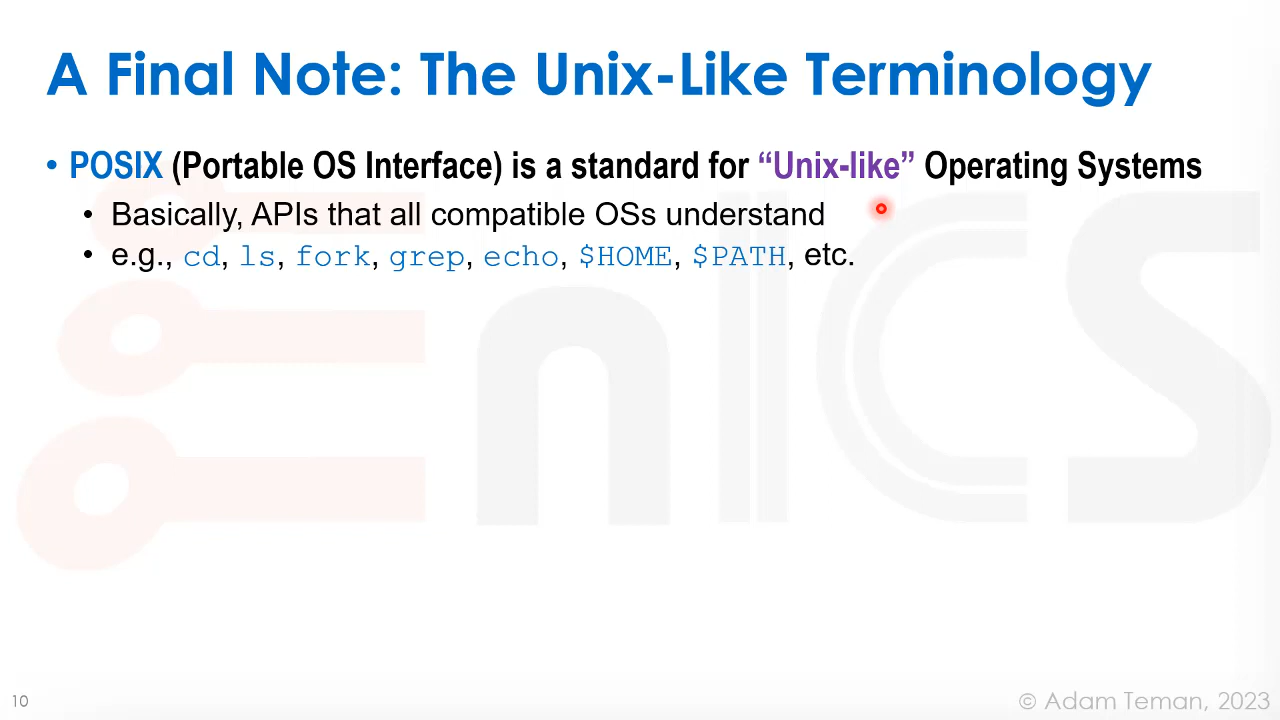 A Final Note: The Unix-Like Terminology
• POSIX (Portable OS Interface) is a standard for “Unix-like” Operating Systems
• Basically, APIs that all compatible OSs understand
• e.g., cd, ls, fork, grep, echo, $HOME, $PATH, etc.
enICS
10
© Adam Teman, 2023